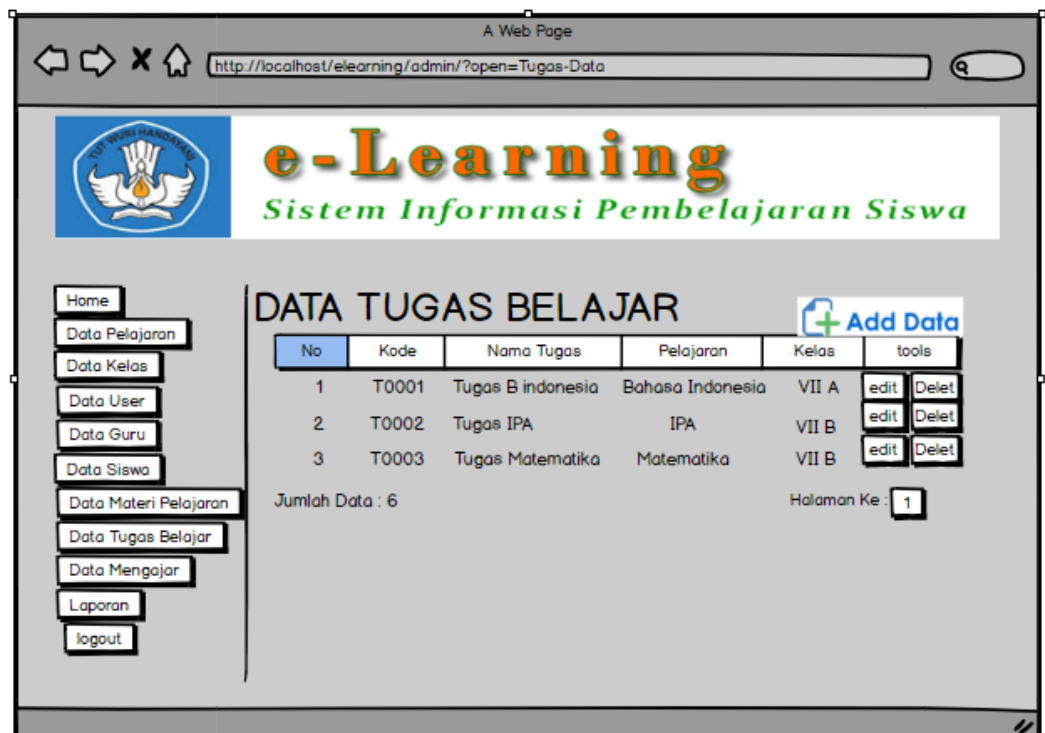 A Web Page
http://localhost/elearning/admin/?open=Tugas-Data
TUT WURI HANDAYANI
e-Learning
Sistem Informasi Pembelajaran Siswa
Home
Data Pelajaran
Data Kelas
Data User
Data Guru
Data Siswa
Data Materi Pelajaran
Data Tugas Belajar
Data Mengajar
Laporan
logout
DATA TUGAS BELAJAR
Add Data
No Kode Nama Tugas Pelajaran Kelas tools
1 T0001 Tugas B indonesia Bahasa Indonesia VII A edit Delet
2 T0002 Tugas IPA IPA VII B edit Delet
3 T0003 Tugas Matematika Matematika VII B edit Delet
Jumlah Data : 6 Halaman Ke : 1